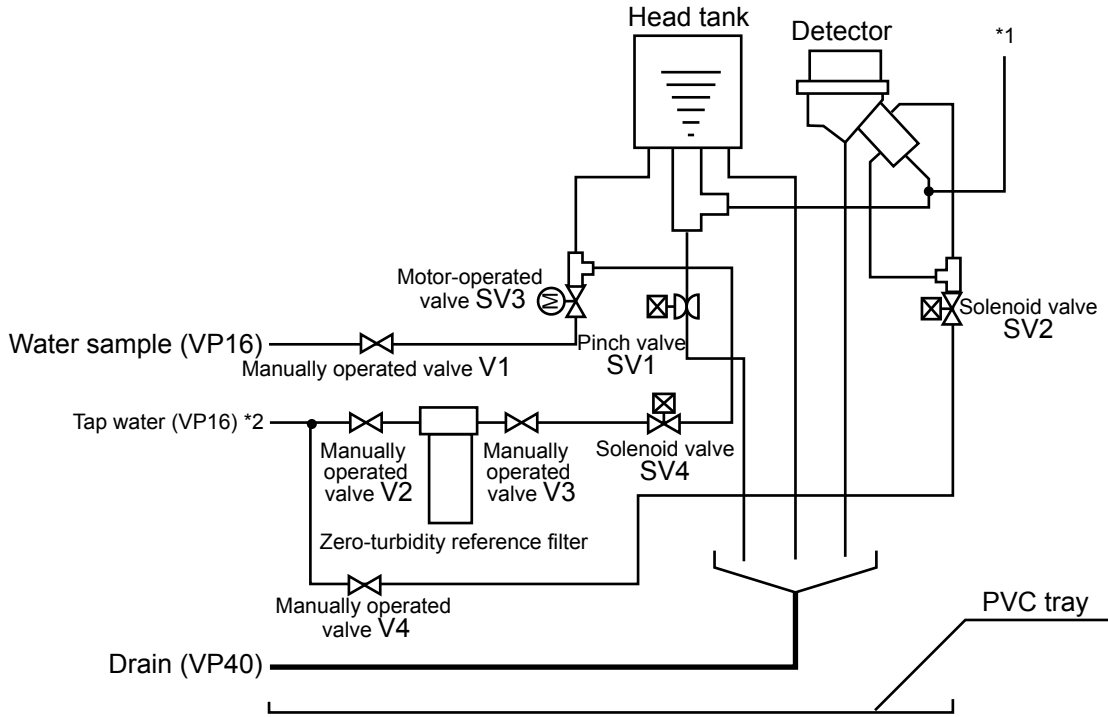 Head tank
Detector
*1
Motor-operated
valve SV3
M
Solenoid valve
SV2
Water sample (VP16)
Pinch valve
SV1
Manually operated valve V1
Tap water (VP16) *2
Manually
operated
valve V2
Manually
operated
valve V3
Solenoid valve
SV4
Zero-turbidity reference filter
Manually operated
valve V4
PVC tray
Drain (VP40)